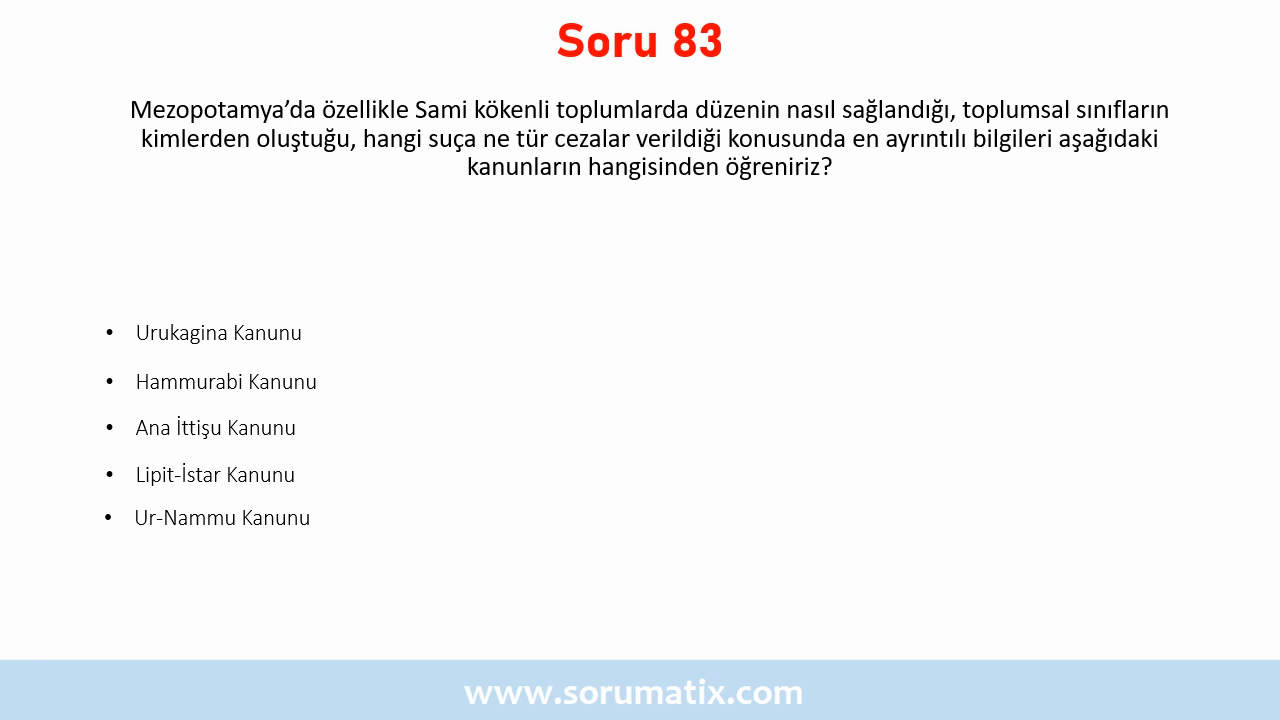 Soru 83
Mezopotamya’da özellikle Sami kökenli toplumlarda düzenin nasıl sağlandığı, toplumsal sınıfların
kimlerden oluştuğu, hangi suça ne tür cezalar verildiği konusunda en ayrıntılı bilgileri aşağıdaki
kanunların hangisinden öğreniriz?
• Urukagina Kanunu
• Hammurabi Kanunu
• Ana İttişu Kanunu
• Lipit-İstar Kanunu
• Ur-Nammu Kanunu
www.sorumatix.com